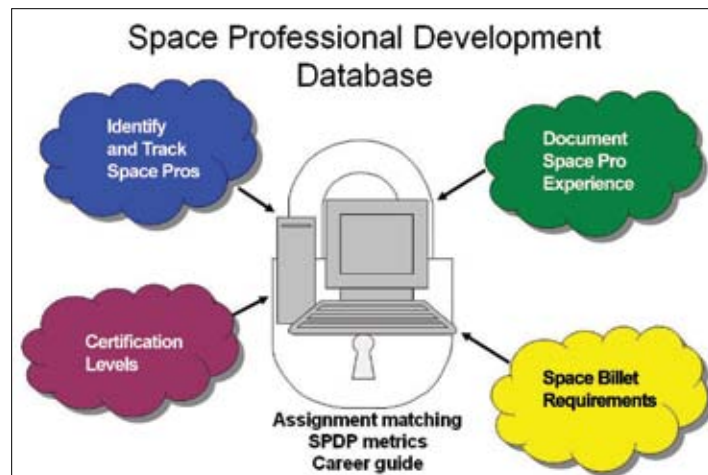 Space Professional Development
Database
Identify
and Track
Space Pros
Document
Space Pro
Experience
Certification
Levels
Space Billet
Requirements
Assignment matching
SPDP metrics
Career guide